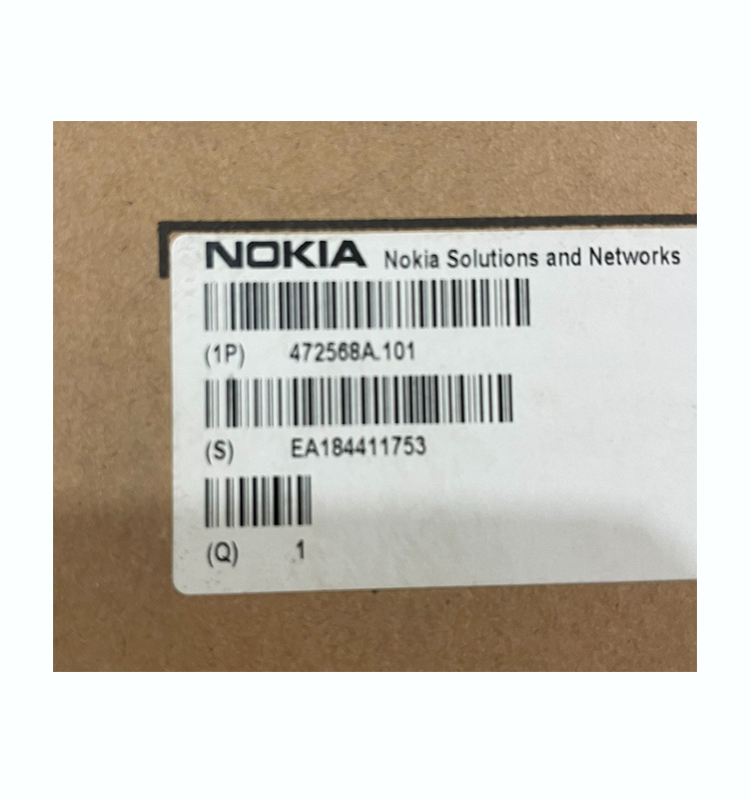 NOKIA Nokia Solutions and Networks
(1P) 472568A.101
(S) EA184411753
(Q) 1